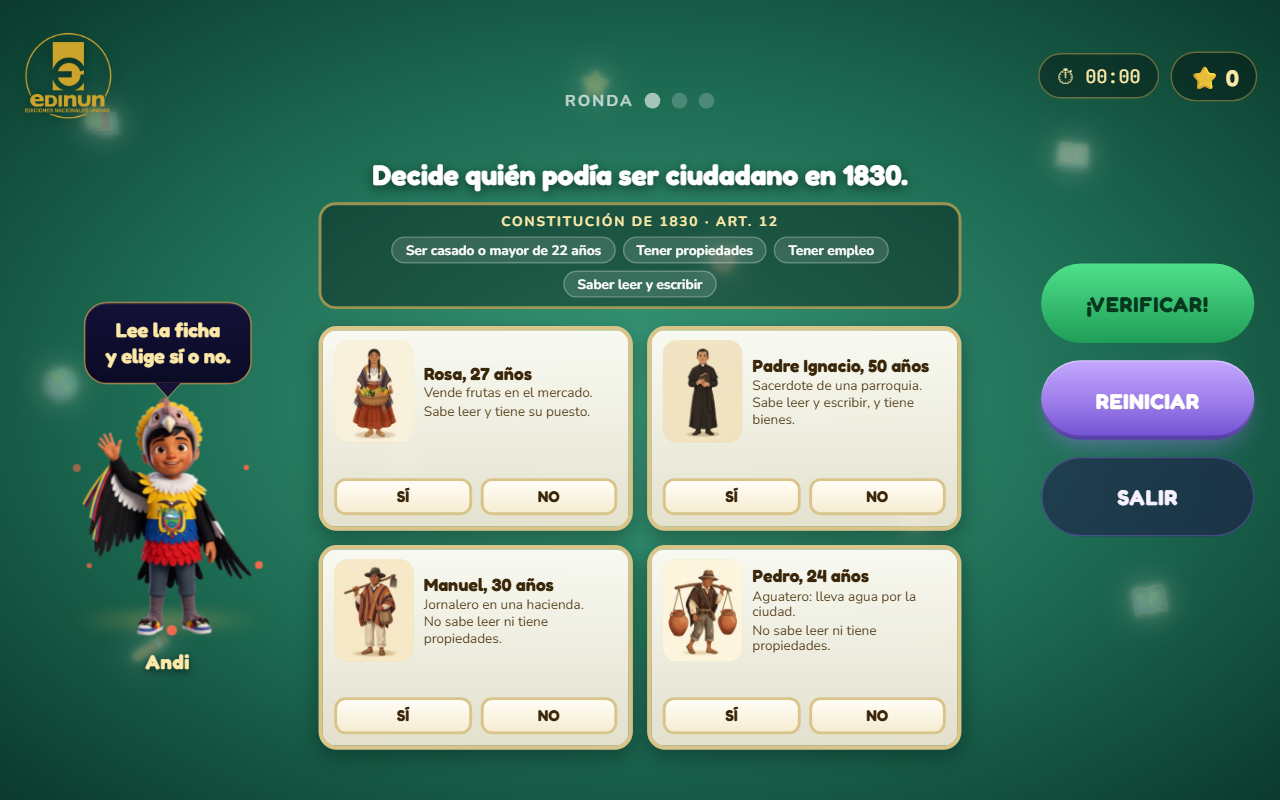 edinun
EDICIONES NACIONALES UNIDAS
RONDA
00:00
0
Decide quién podía ser ciudadano en 1830.
CONSTITUCIÓN DE 1830 · ART. 12
Ser casado o mayor de 22 años
Tener propiedades
Tener empleo
Saber leer y escribir
Lee la ficha
y elige sí o no.
Andi
Rosa, 27 años
Vende frutas en el mercado.
Sabe leer y tiene su puesto.
SÍ
NO
Padre Ignacio, 50 años
Sacerdote de una parroquia.
Sabe leer y escribir, y tiene
bienes.
SÍ
NO
Manuel, 30 años
Jornalero en una hacienda.
No sabe leer ni tiene
propiedades.
SÍ
NO
Pedro, 24 años
Aguatero: lleva agua por la
ciudad.
No sabe leer ni tiene
propiedades.
SÍ
NO
¡VERIFICAR!
REINICIAR
SALIR